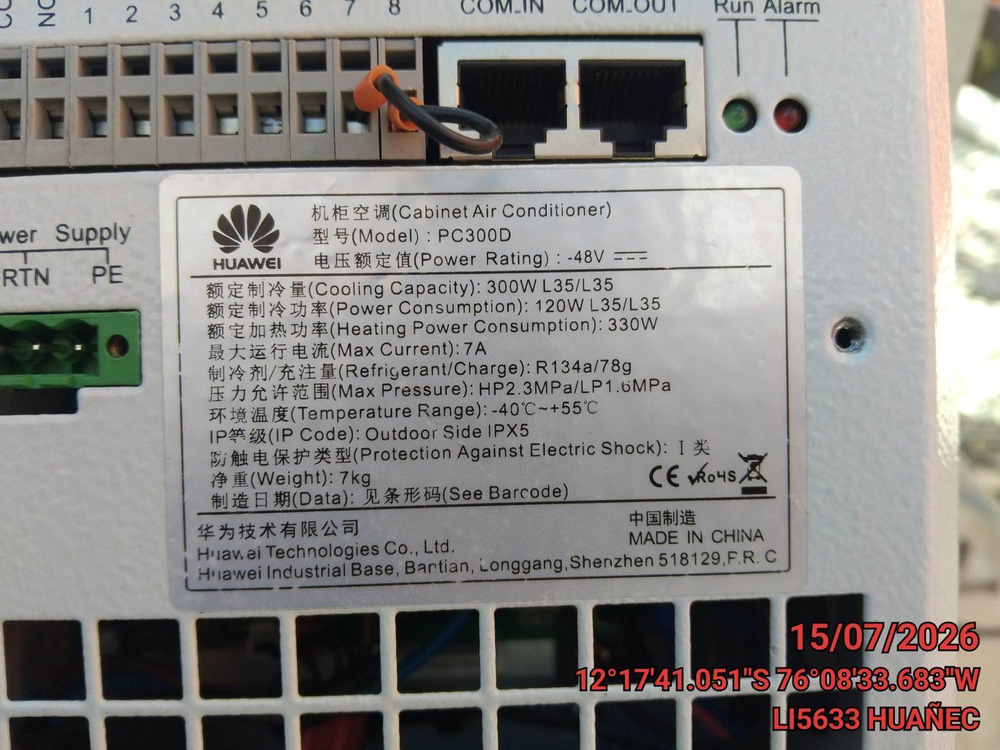 1 2 3 4 5 6 7 8 COM_IN COM_OUT Run Alarm
Supply
RTN PE
HUAWEI
机柜空调(Cabinet Air Conditioner)
型号(Model) : PC300D
电压额定值(Power Rating) : -48V
额定制冷量(Cooling Capacity): 300W L35/L35
额定制冷功率(Power Consumption): 120W L35/L35
额定加热功率(Heating Power Consumption): 330W
最大运行电流(Max Current): 7A
制冷剂/充注量(Refrigerant/Charge): R134a/78g
压力允许范围(Max Pressure): HP2.3MPa/LP1.6MPa
环境温度(Temperature Range): -40℃~+55℃
IP等级(IP Code): Outdoor Side IPX5
防触电保护类型(Protection Against Electric Shock): I 类
净重(Weight): 7kg
CE RoHS
制造日期(Data): 见条形码(See Barcode)
华为技术有限公司
中国制造
Huawei Technologies Co., Ltd.
MADE IN CHINA
Huawei Industrial Base, Bantian, Longgang,Shenzhen 518129,P.R. C
15/07/2026
12°17'41.051"S 76°08'33.683"W
LI5633 HUAÑEC